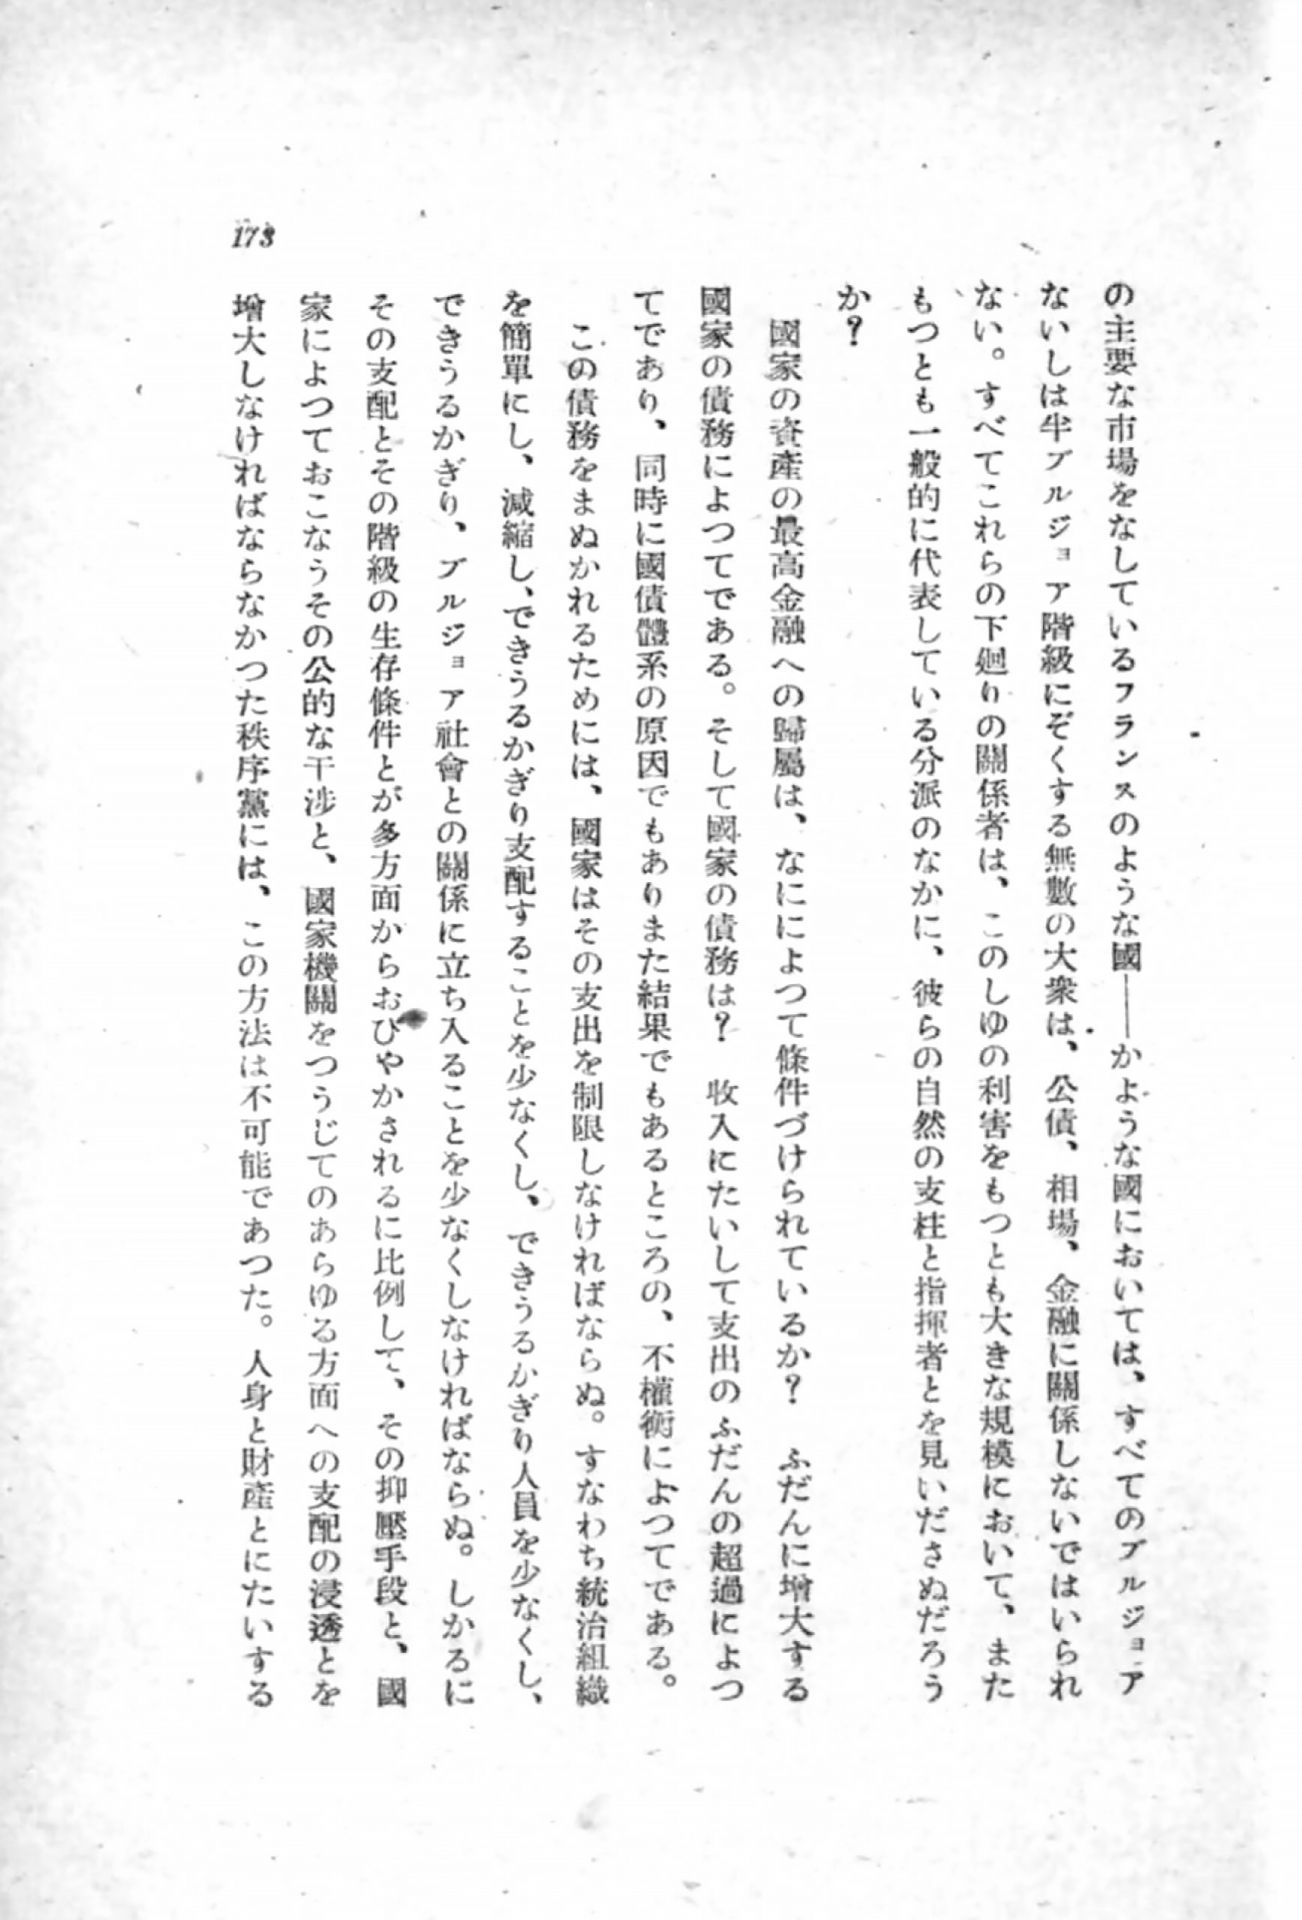 の主要な市場をなしているフランスのような國――かような國においては、すべてのブルジョア
ないしは半ブルジョア階級にぞくする無數の大衆は、公債、相場、金融に關係しないではいられ
ない。すべてこれらの下廻りの關係者は、このしゆの利害をもつとも大きな規模において、また
もつとも一般的に代表している分派のなかに、彼らの自然の支柱と指揮者とを見いださぬだろう
か？
國家の資産の最高金融への歸屬は、なにによつて條件づけられているか？　ふだんに增大する
國家の債務によつてである。そして國家の債務は？　收入にたいして支出のふだんの超過によつ
てであり、同時に國債體系の原因でもありまた結果でもあるところの、不權衡によつてである。
この債務をまぬかれるためには、國家はその支出を制限しなければならぬ。すなわち統治組織
を簡單にし、減縮し、できうるかぎり支配することを少なくし、できうるかぎり人員を少なくし、
できうるかぎり、ブルジョア社會との關係に立ち入ることを少なくしなければならぬ。しかるに
その支配とその階級の生存條件とが多方面からおびやかされるに比例して、その抑壓手段と、國
家によつておこなうその公的な干涉と、國家機關をつうじてのあらゆる方面への支配の浸透とを
增大しなければならなかつた秩序黨には、この方法は不可能であつた。人身と財產とにたいする
173